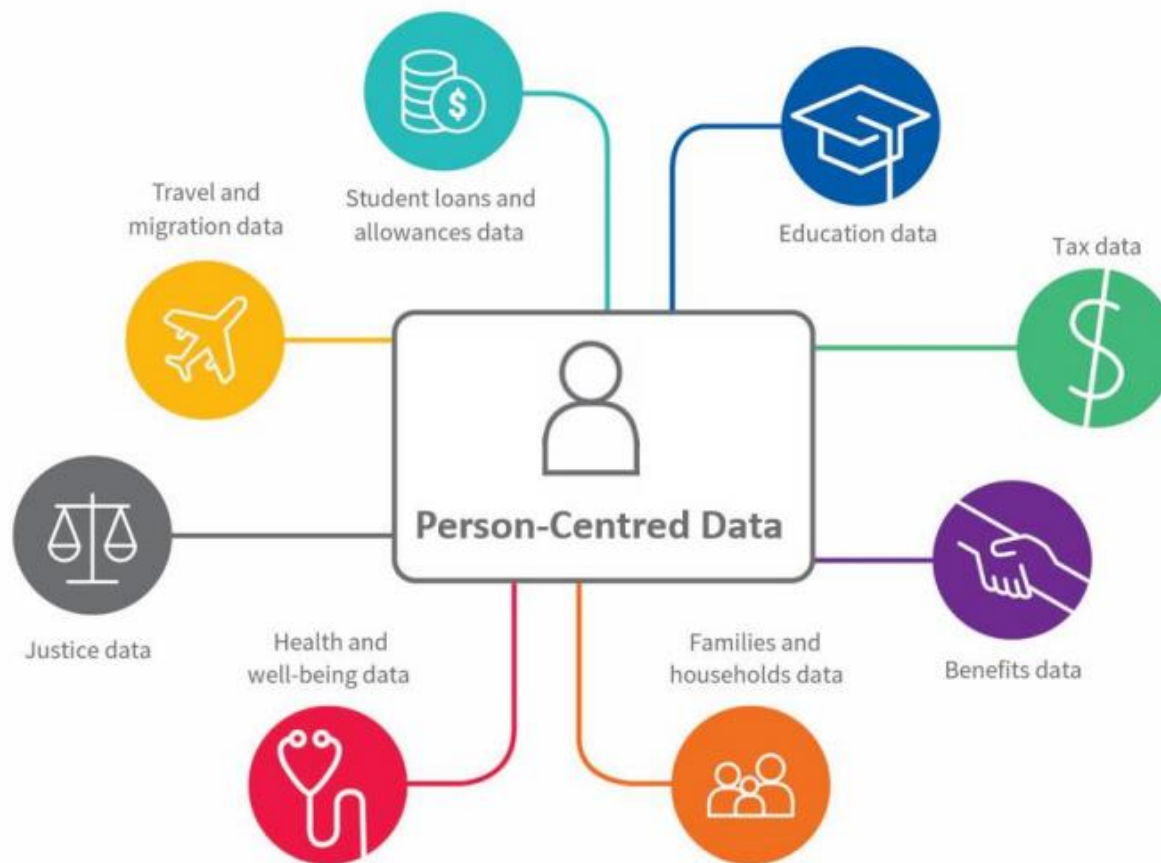 Student loans and
allowances data
Education data
Travel and
migration data
Tax data
$
Person-Centred Data
Justice data
Benefits data
Health and
well-being data
Families and
households data